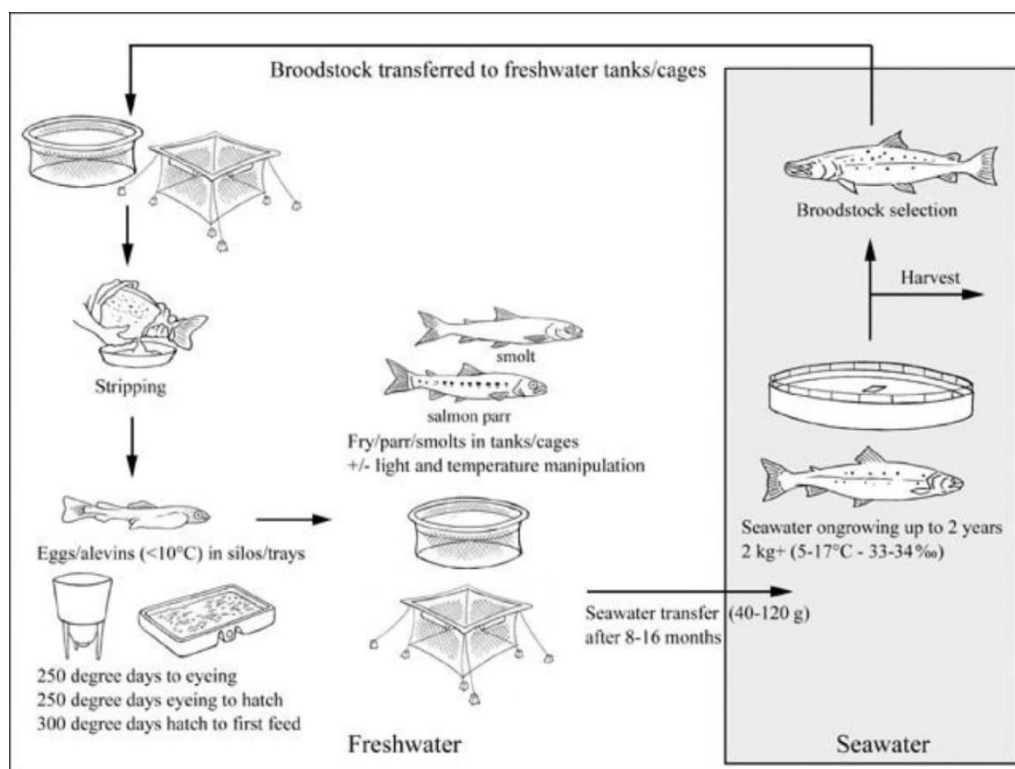 Broodstock transferred to freshwater tanks/cages
Stripping
Eggs/alevins (<10°C) in silos/trays
250 degree days to eyeing
250 degree days eyeing to hatch
300 degree days hatch to first feed
smolt
salmon parr
Fry/parr/smolts in tanks/cages
+/- light and temperature manipulation
Seawater transfer (40-120 g)
after 8-16 months
Freshwater
Broodstock selection
Harvest
Seawater ongrowing up to 2 years
2 kg+ (5-17°C - 33-34‰)
Seawater